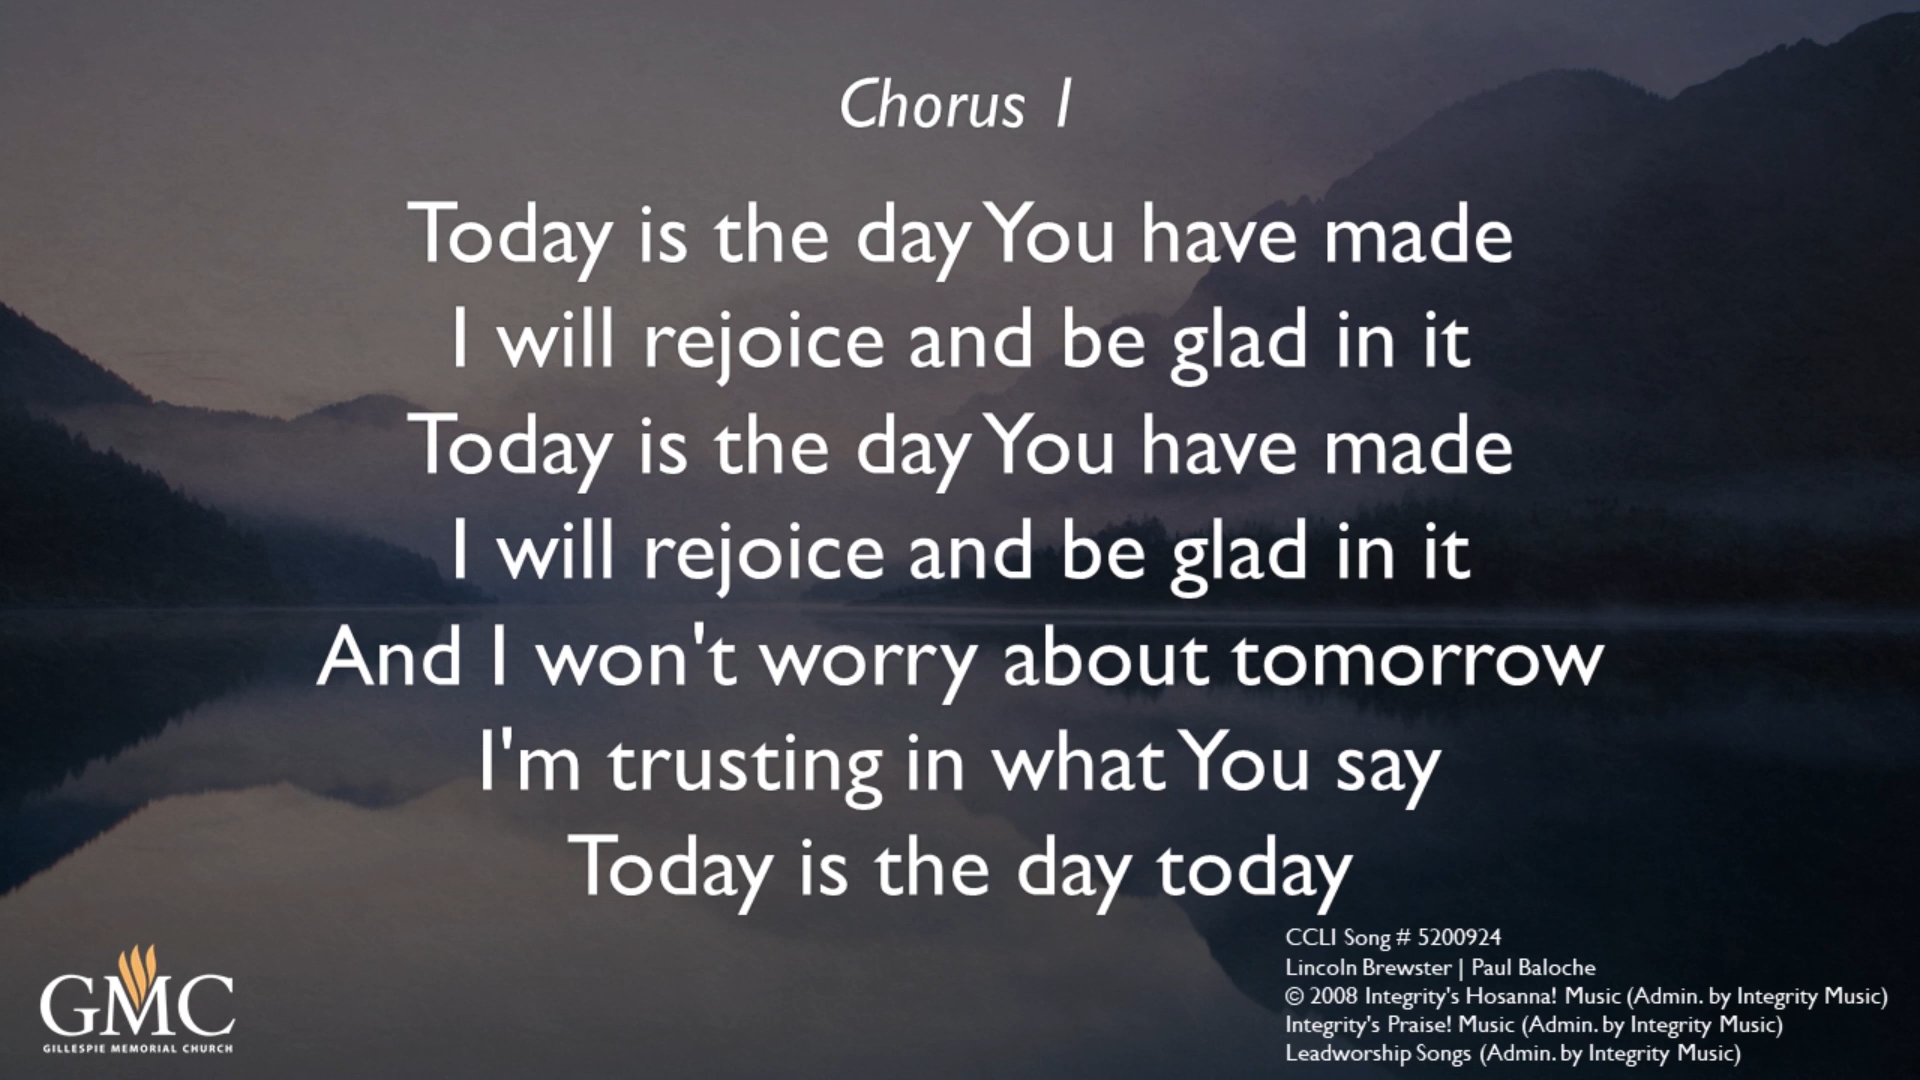 Chorus 1
Today is the day You have made
I will rejoice and be glad in it
Today is the day You have made
I will rejoice and be glad in it
And I won't worry about tomorrow
I'm trusting in what You say
Today is the day today
CCLI Song # 5200924
Lincoln Brewster | Paul Baloche
© 2008 Integrity's Hosanna! Music (Admin. by Integrity Music)
Integrity's Praise! Music (Admin. by Integrity Music)
Leadworship Songs (Admin. by Integrity Music)
GMC
GILLESPIE MEMORIAL CHURCH